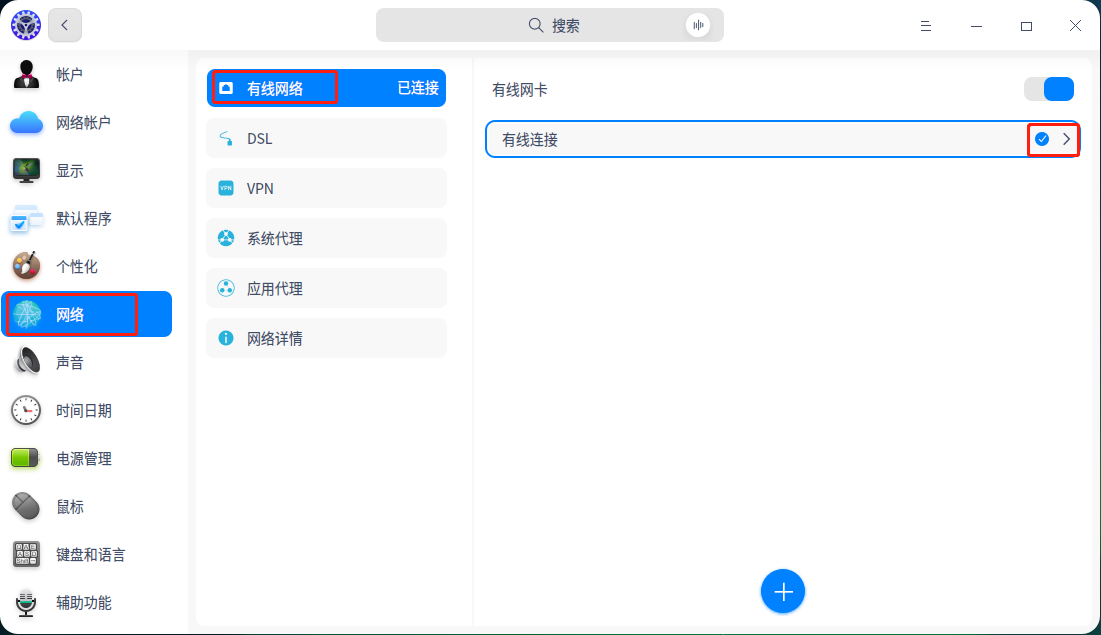 搜索
帐户
网络帐户
显示
默认程序
个性化
网络
声音
时间日期
电源管理
鼠标
键盘和语言
辅助功能
有线网络 已连接
DSL
VPN VPN
系统代理
应用代理
网络详情
有线网卡
有线连接